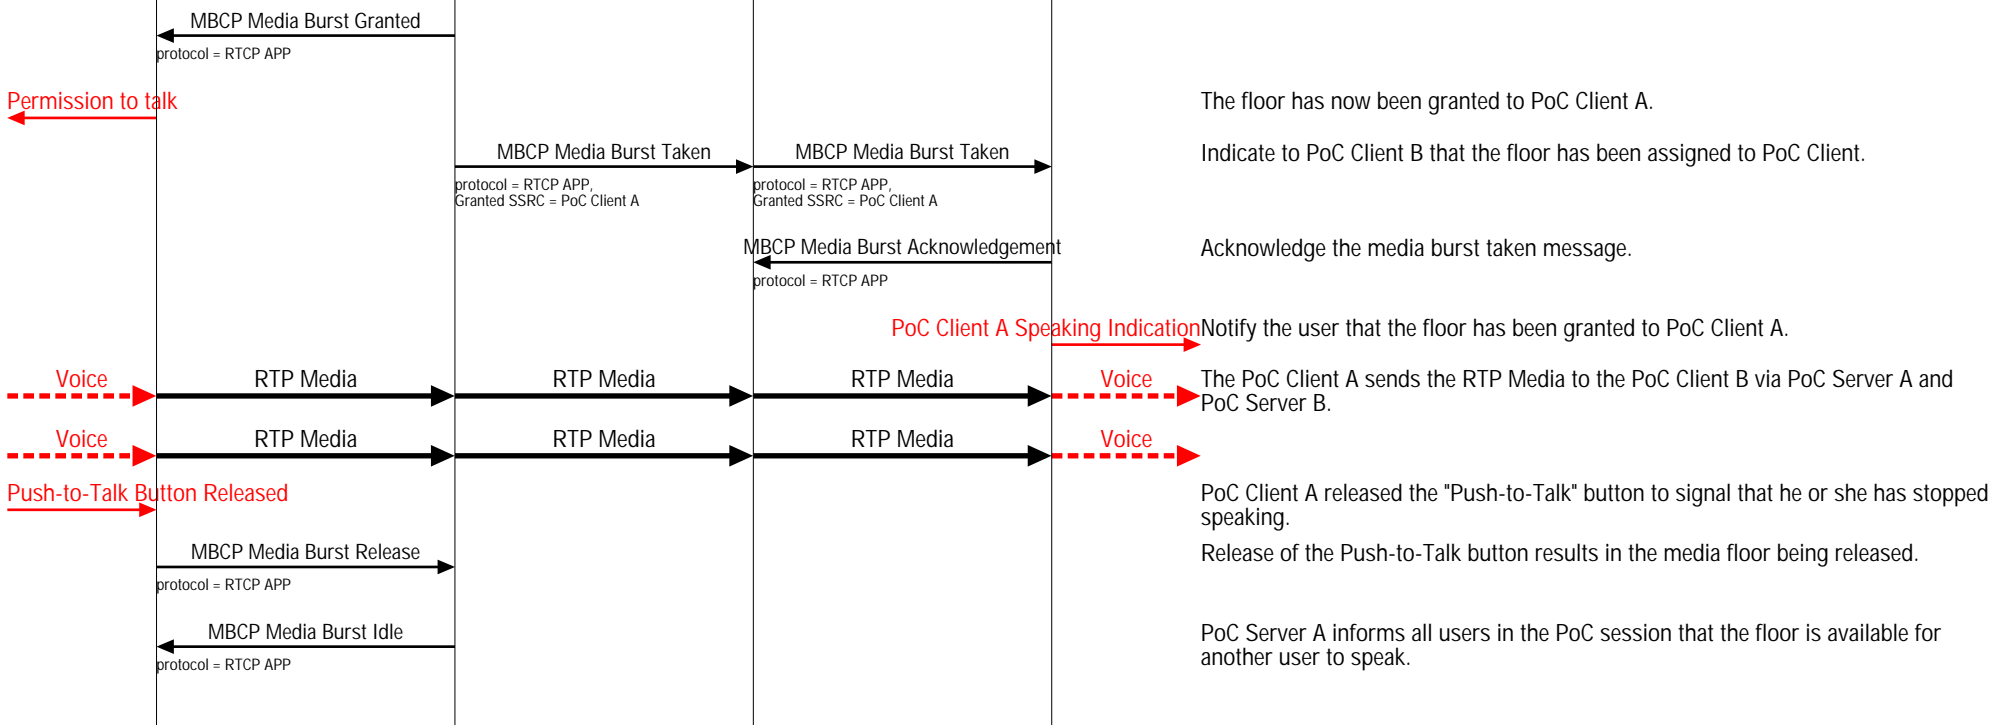 MBCP Media Burst Granted
protocol = RTCP APP
Permission to talk
The floor has now been granted to PoC Client A.
MBCP Media Burst Taken
MBCP Media Burst Taken
Indicate to PoC Client B that the floor has been assigned to PoC Client.
protocol = RTCP APP,
Granted SSRC = PoC Client A
protocol = RTCP APP,
Granted SSRC = PoC Client A
MBCP Media Burst Acknowledgement
Acknowledge the media burst taken message.
protocol = RTCP APP
PoC Client A Speaking Indication
Notify the user that the floor has been granted to PoC Client A.
Voice
RTP Media
RTP Media
RTP Media
Voice
The PoC Client A sends the RTP Media to the PoC Client B via PoC Server A and
PoC Server B.
Voice
RTP Media
RTP Media
RTP Media
Voice
Push-to-Talk Button Released
PoC Client A released the "Push-to-Talk" button to signal that he or she has stopped
speaking.
MBCP Media Burst Release
Release of the Push-to-Talk button results in the media floor being released.
protocol = RTCP APP
MBCP Media Burst Idle
PoC Server A informs all users in the PoC session that the floor is available for
another user to speak.
protocol = RTCP APP